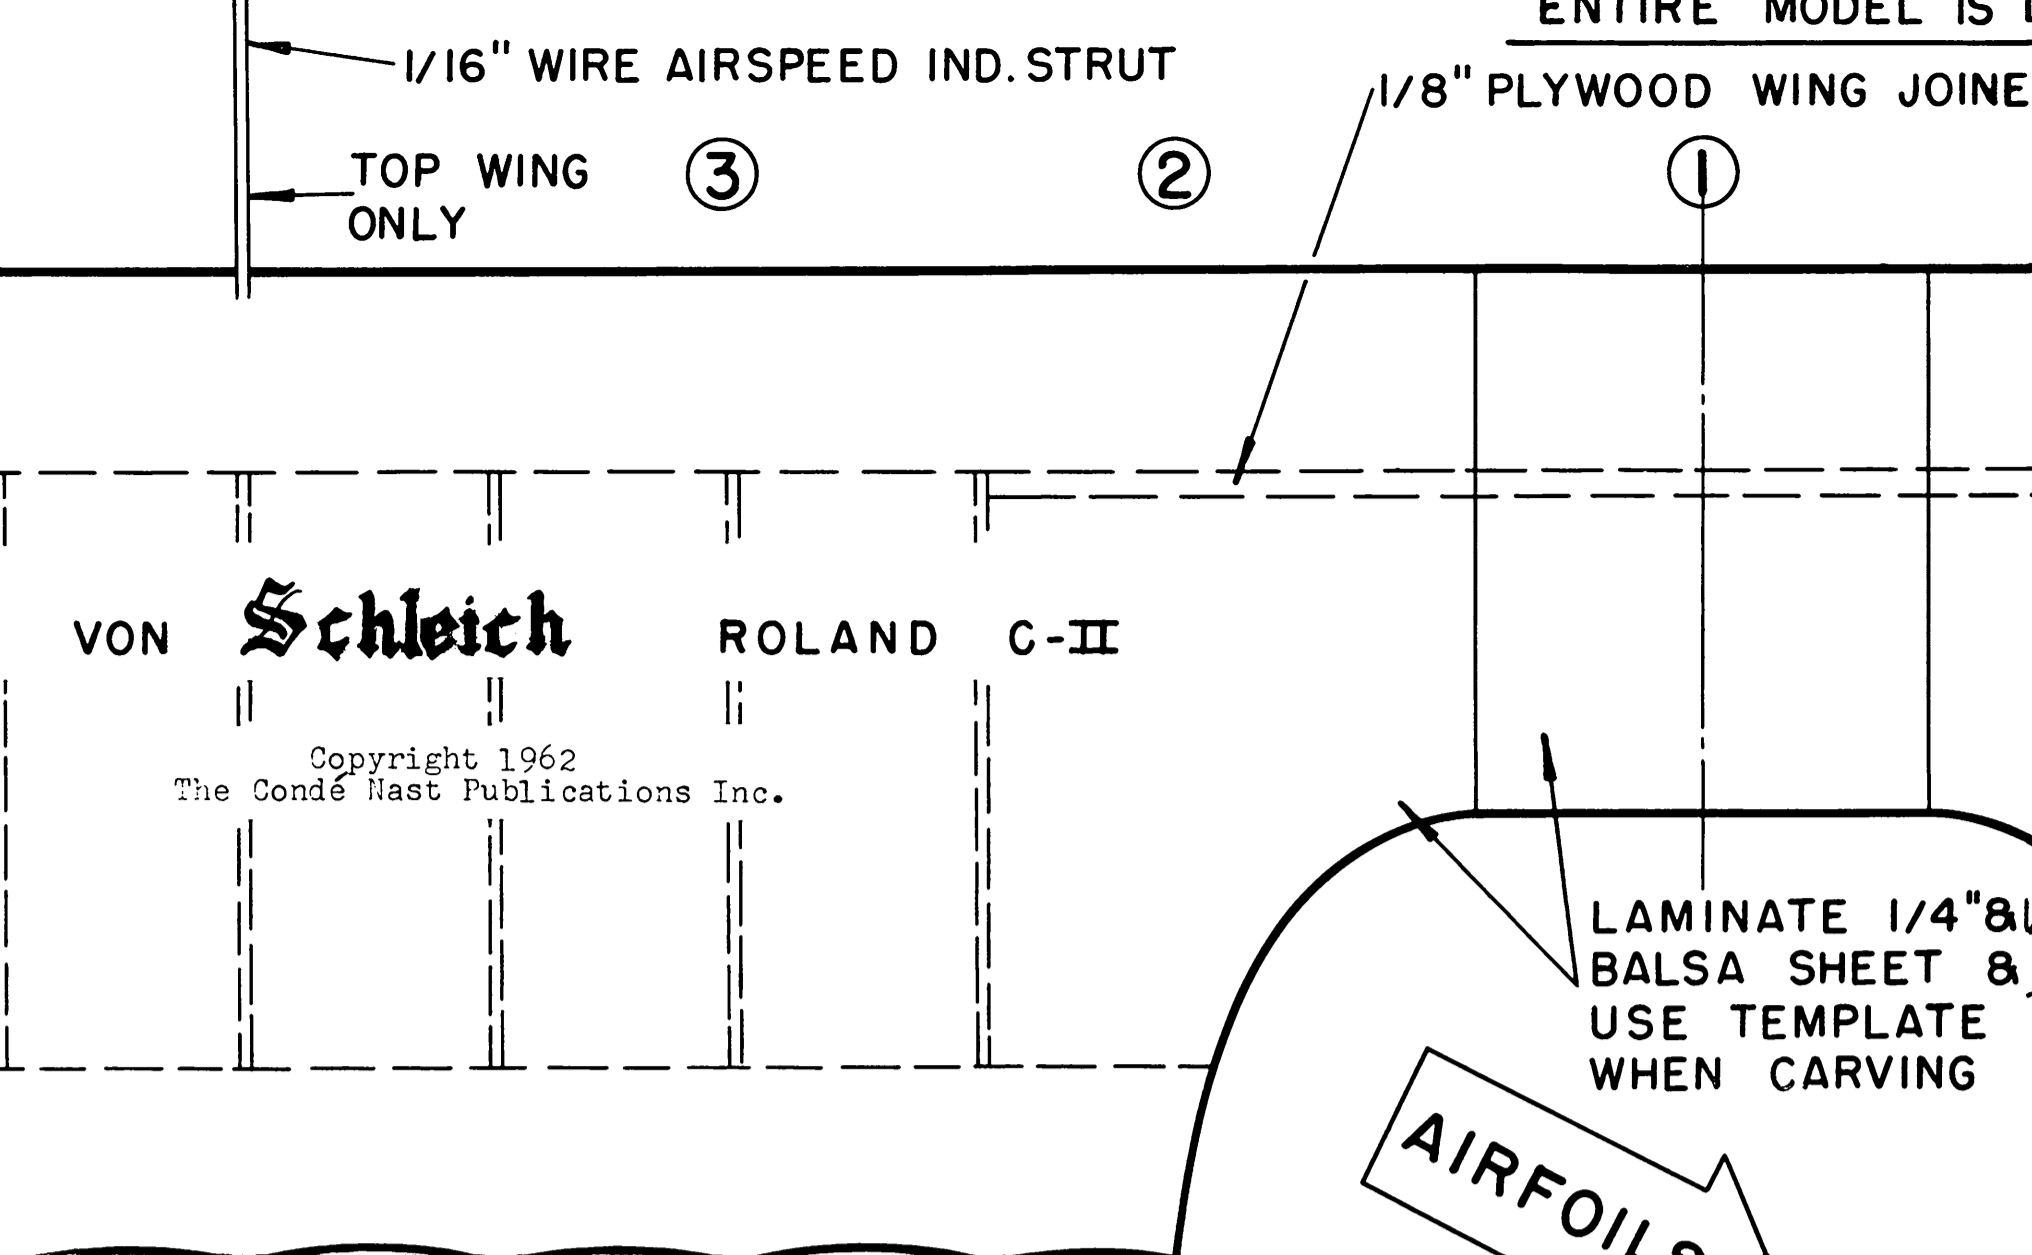 ENTIRE MODEL IS
1/16" WIRE AIRSPEED IND. STRUT
1/8" PLYWOOD WING JOINE
TOP WING
ONLY
3
2
1
VON Schleich ROLAND C-II
Copyright 1962
The Condé Nast Publications Inc.
LAMINATE 1/4" &
BALSA SHEET &
USE TEMPLATE
WHEN CARVING
AIRFOILS